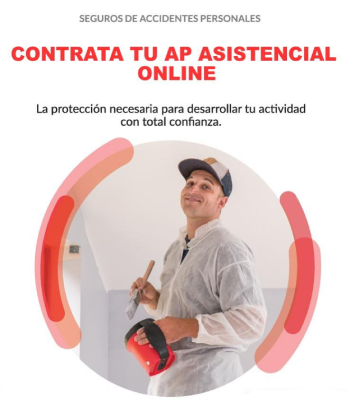 SEGUROS DE ACCIDENTES PERSONALES
CONTRATA TU AP ASISTENCIAL
ONLINE
La protección necesaria para desarrollar tu actividad
con total confianza.